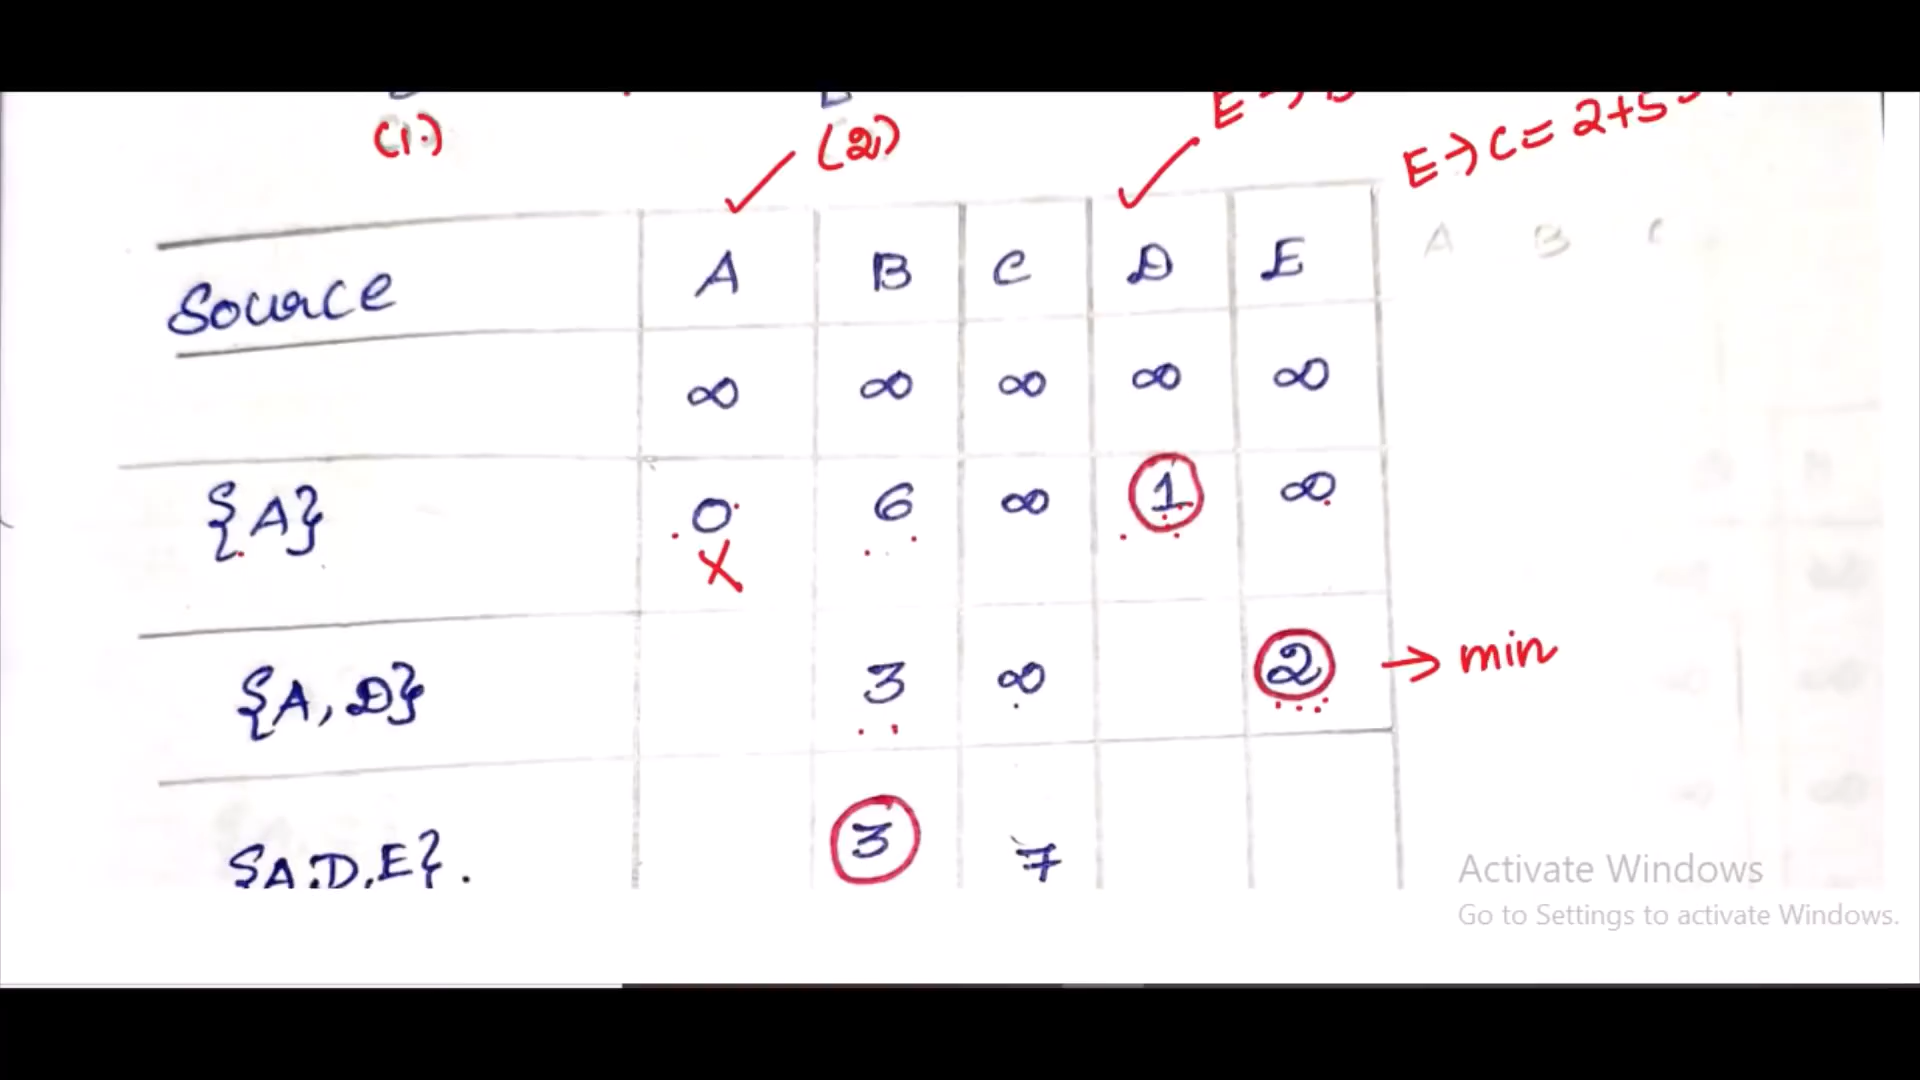 (1.) (2)
E→C= 2+5
Source A B C D E
∞ ∞ ∞ ∞ ∞
{A} 0 6 ∞ 1 ∞
X
{A, D} 3 ∞ 2 → min
{A,D,E}. 3 7
A B C
Activate Windows
Go to Settings to activate Windows.